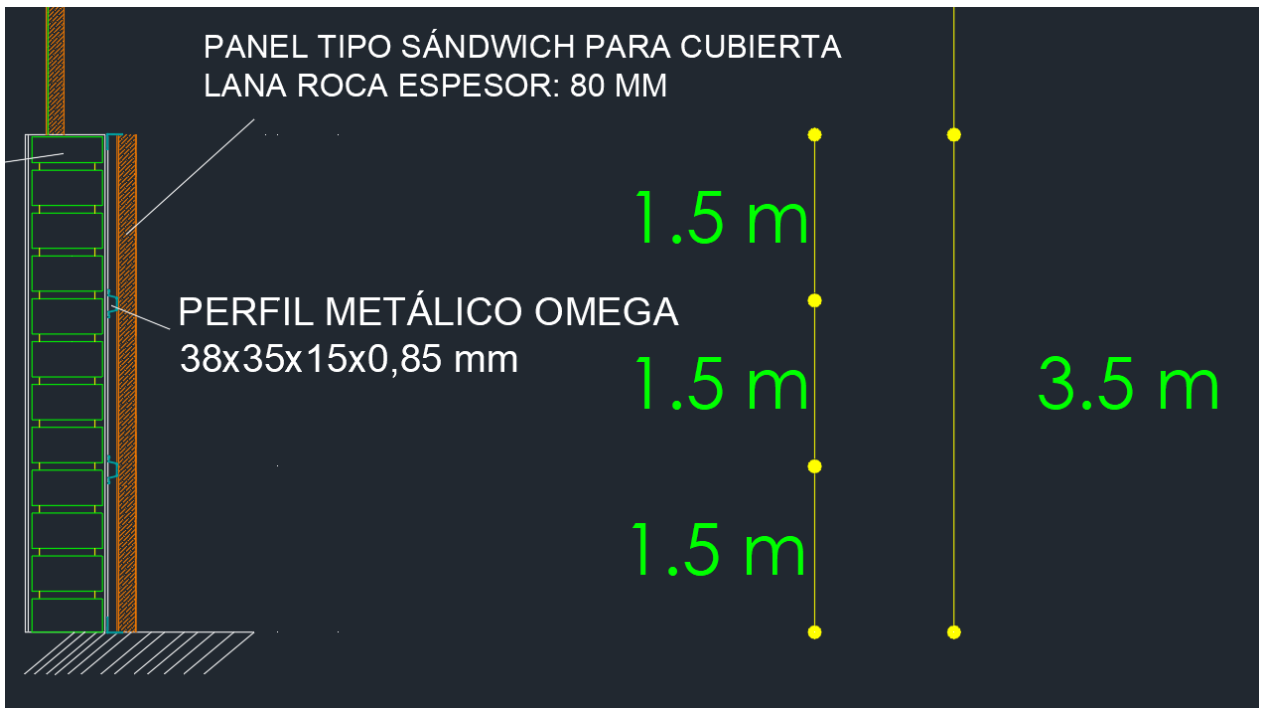 PANEL TIPO SÁNDWICH PARA CUBIERTA
LANA ROCA ESPESOR: 80 MM
1.5 m
PERFIL METÁLICO OMEGA
38x35x15x0,85 mm
1.5 m
3.5 m
1.5 m